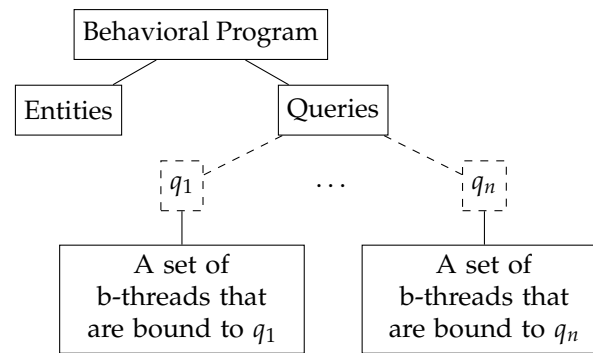 Behavioral Program
Entities
Queries
q₁
...
qₙ
A set of
b-threads that
are bound to q₁
A set of
b-threads that
are bound to qₙ